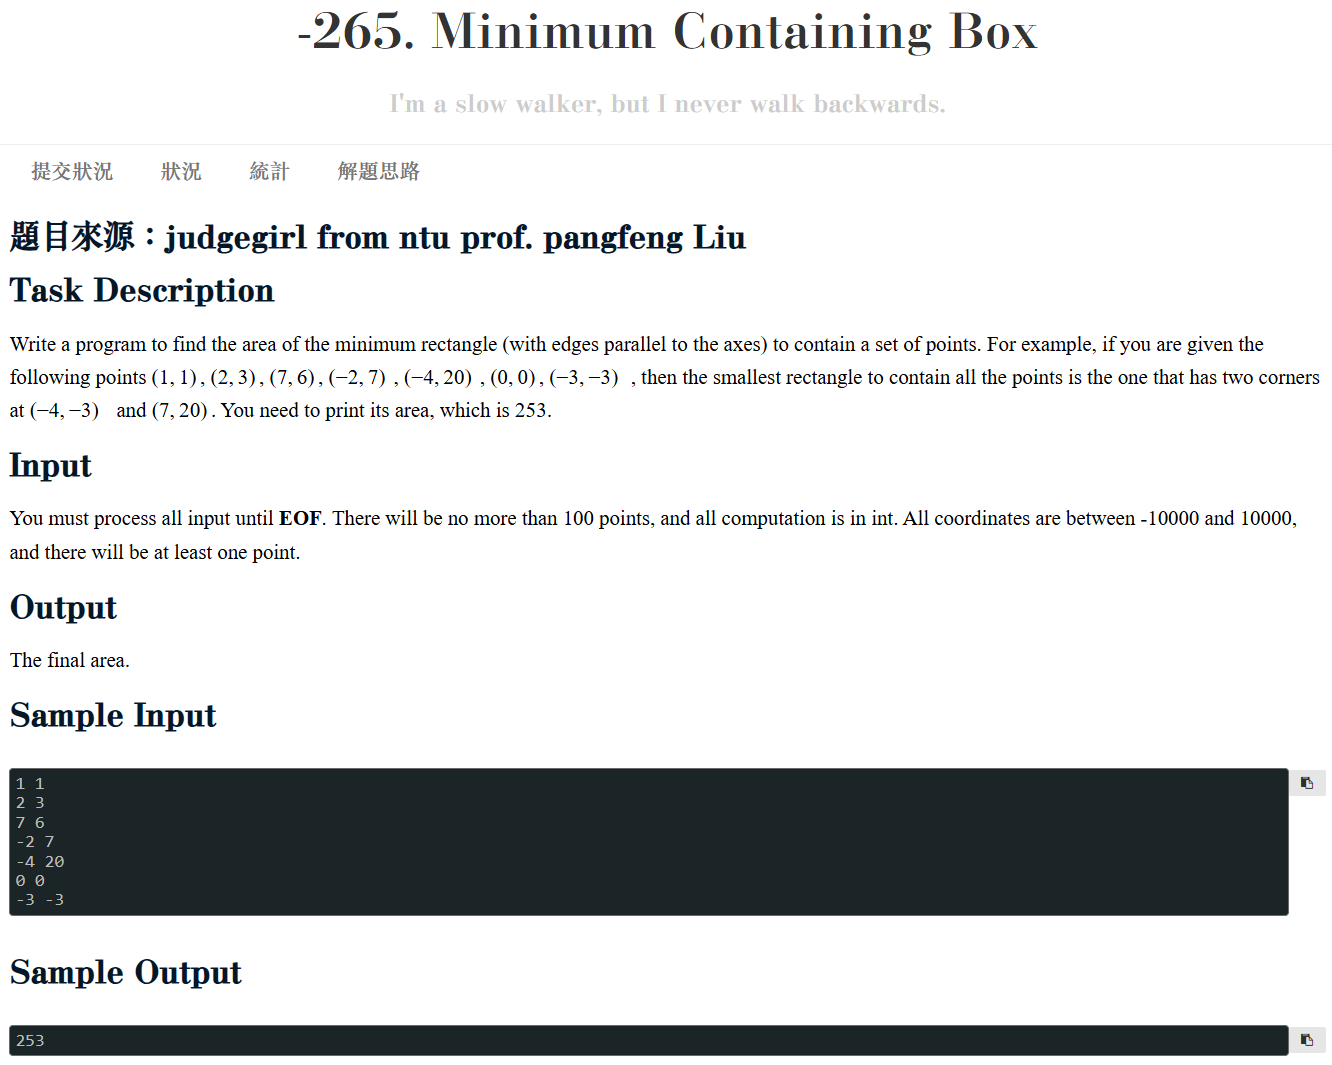 -265. Minimum Containing Box
I'm a slow walker, but I never walk backwards.
提交狀況 狀況 統計 解題思路
題目來源：judgegirl from ntu prof. pangfeng Liu
Task Description
Write a program to find the area of the minimum rectangle (with edges parallel to the axes) to contain a set of points. For example, if you are given the
following points (1, 1), (2, 3), (7, 6), (−2, 7) , (−4, 20) , (0, 0), (−3, −3) , then the smallest rectangle to contain all the points is the one that has two corners
at (−4, −3) and (7, 20). You need to print its area, which is 253.
Input
You must process all input until EOF. There will be no more than 100 points, and all computation is in int. All coordinates are between -10000 and 10000,
and there will be at least one point.
Output
The final area.
Sample Input
1 1
2 3
7 6
-2 7
-4 20
0 0
-3 -3
Sample Output
253